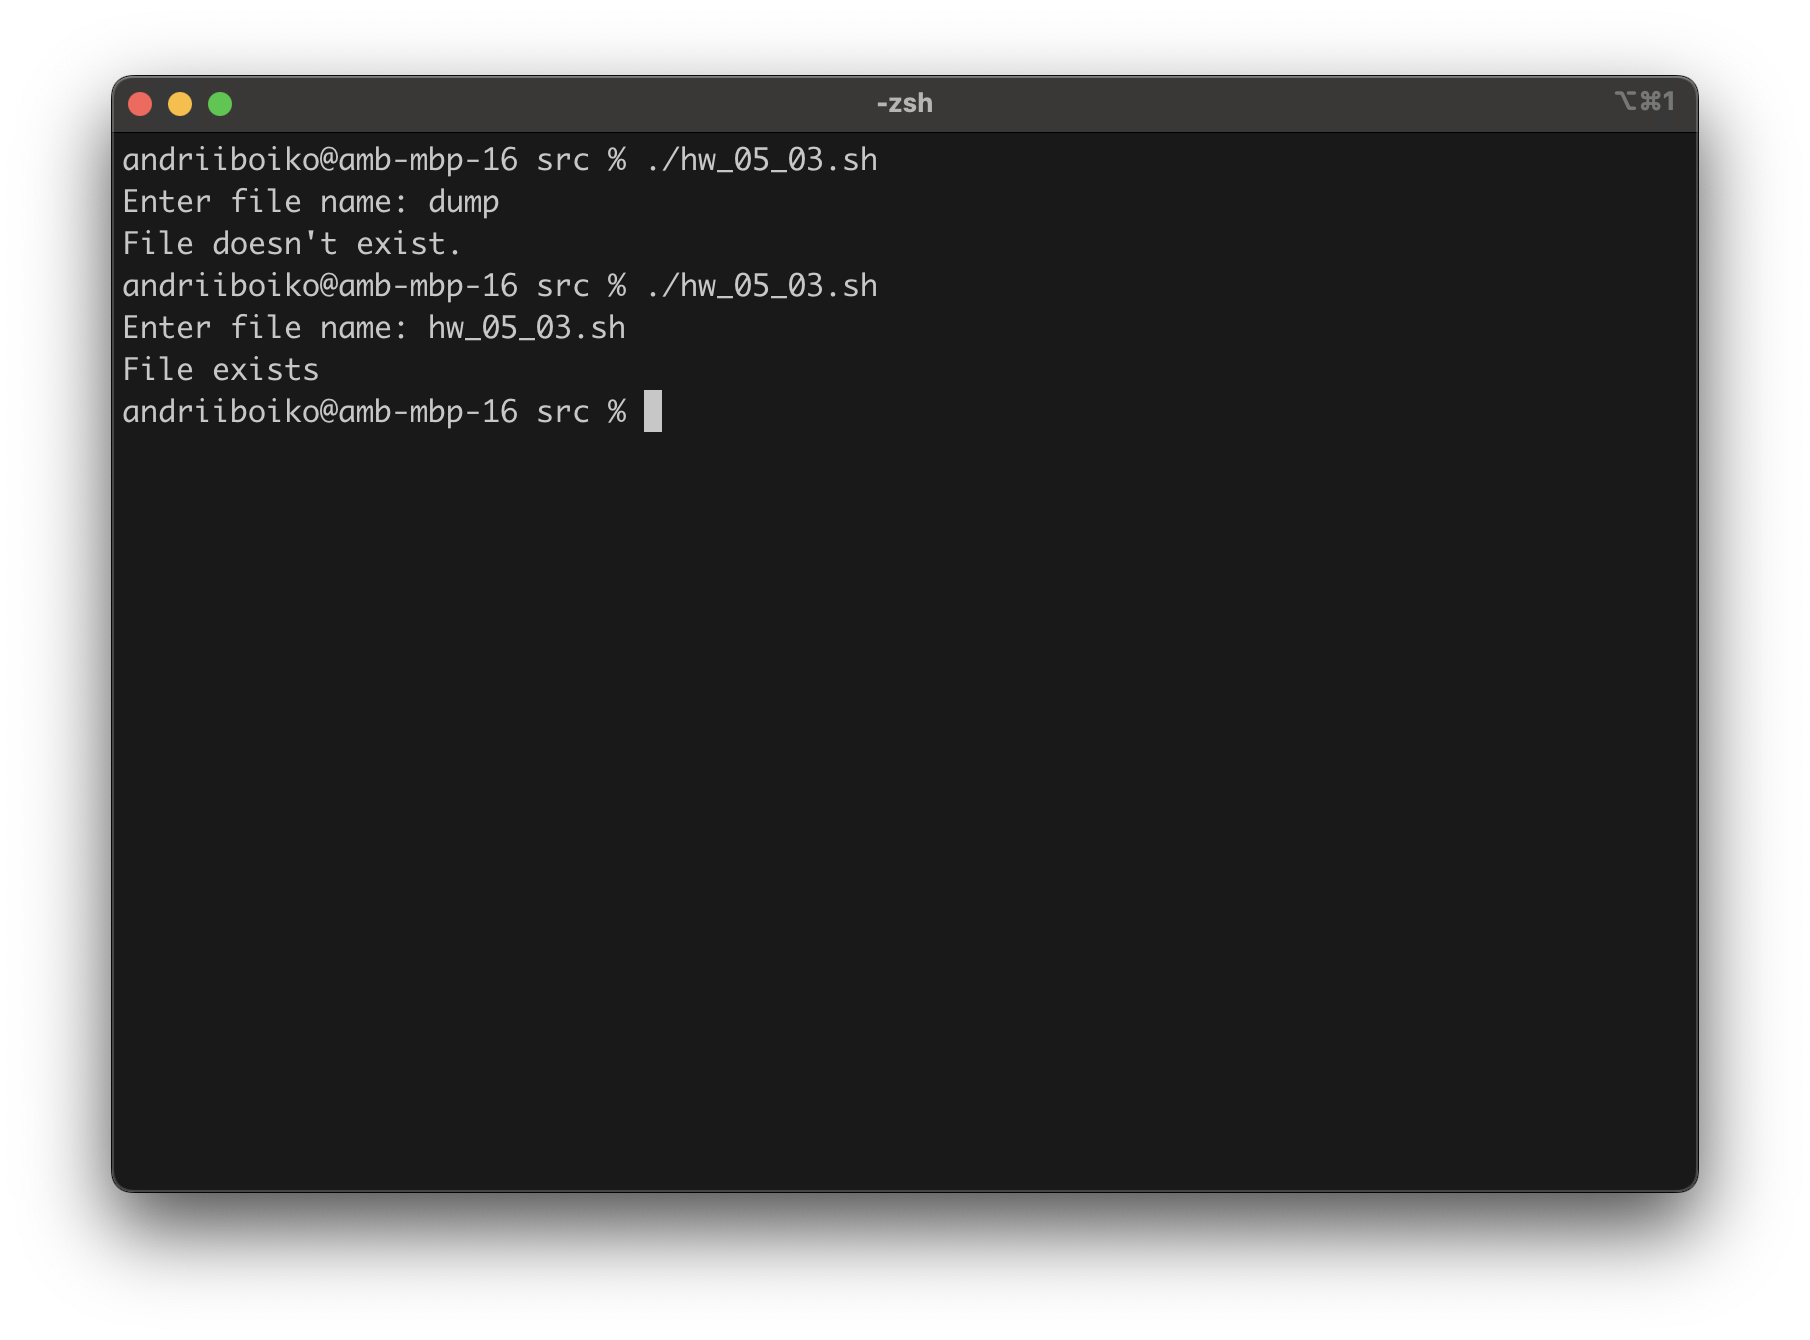 -zsh
⌥⌘1
andriiboiko@amb-mbp-16 src % ./hw_05_03.sh
Enter file name: dump
File doesn't exist.
andriiboiko@amb-mbp-16 src % ./hw_05_03.sh
Enter file name: hw_05_03.sh
File exists
andriiboiko@amb-mbp-16 src %